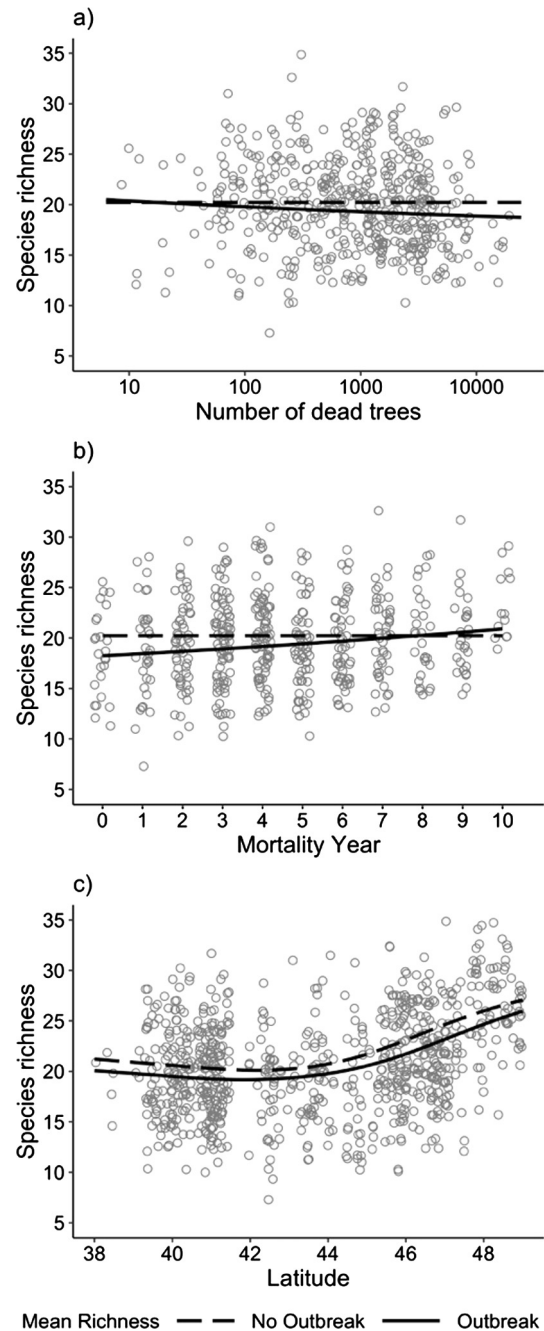 a)
35
30
25
20
15
10
5
Species richness
10 100 1000 10000
Number of dead trees
b)
35
30
25
20
15
10
5
Species richness
0 1 2 3 4 5 6 7 8 9 10
Mortality Year
c)
35
30
25
20
15
10
5
Species richness
38 40 42 44 46 48
Latitude
Mean Richness No Outbreak Outbreak